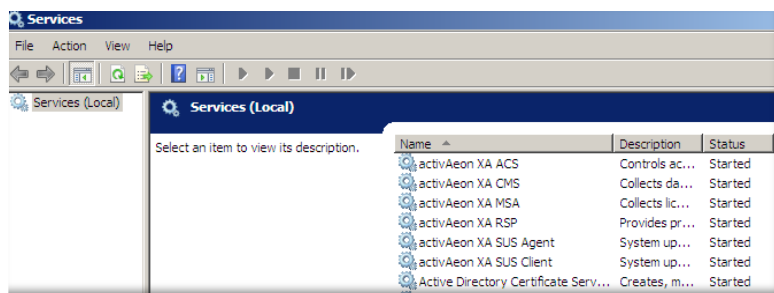 Services
File Action View Help
Services (Local)
Services (Local)
Select an item to view its description.
Name Description Status
activAeon XA ACS Controls ac... Started
activAeon XA CMS Collects da... Started
activAeon XA MSA Collects lic... Started
activAeon XA RSP Provides pr... Started
activAeon XA SUS Agent System up... Started
activAeon XA SUS Client System up... Started
Active Directory Certificate Serv... Creates, m... Started